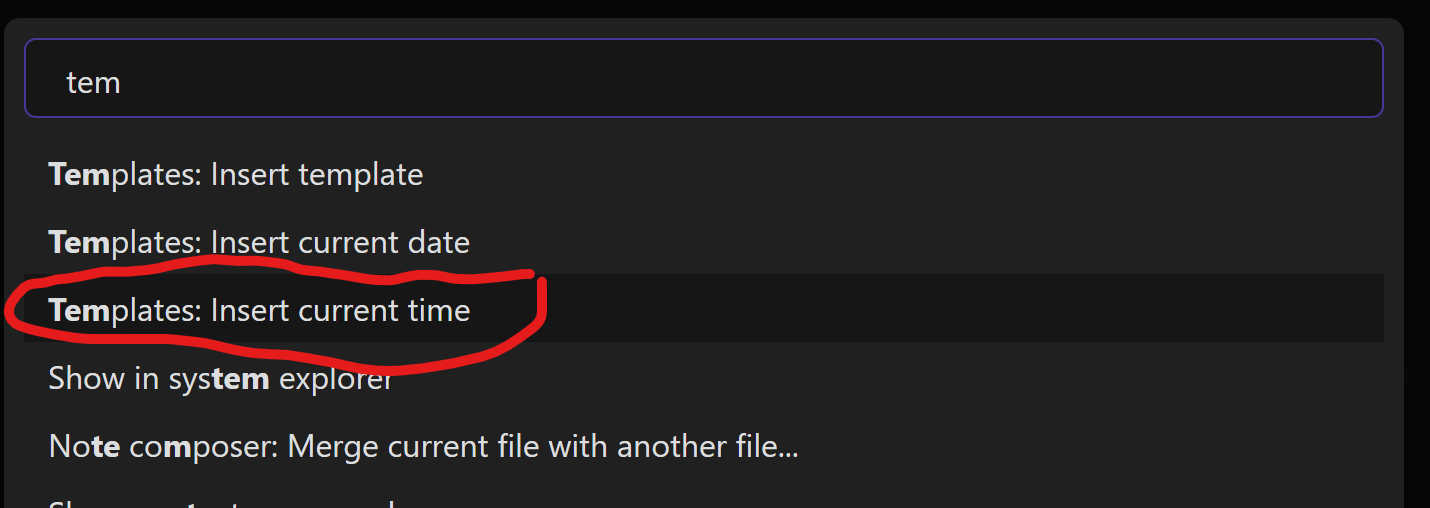 tem
Templates: Insert template
Templates: Insert current date
Templates: Insert current time
Show in system explorer
Note composer: Merge current file with another file...